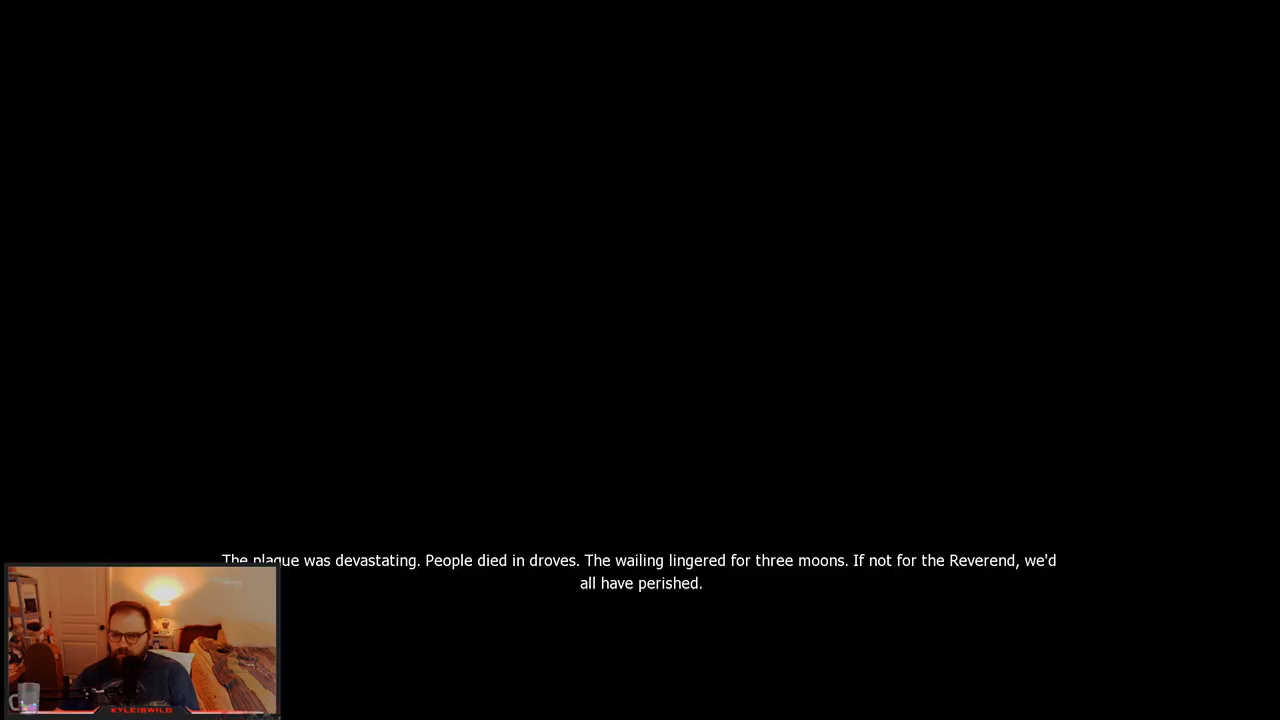 The plague was devastating. People died in droves. The wailing lingered for three moons. If not for the Reverend, we'd
all have perished.
KYLEISWILD